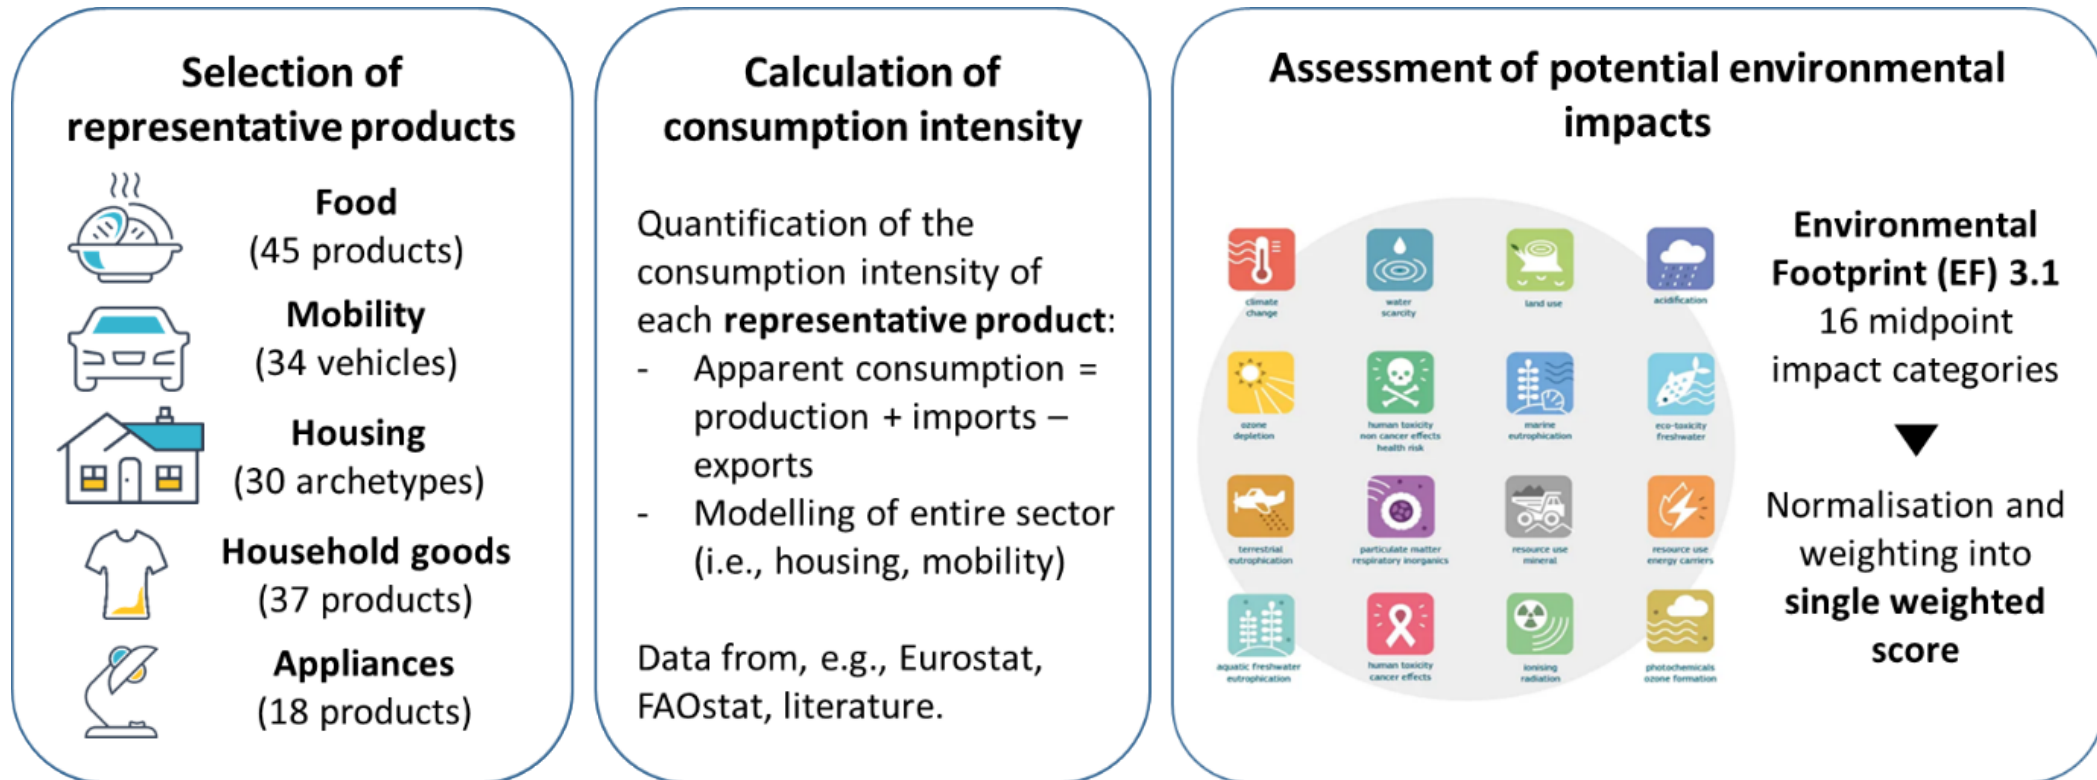 Selection of
representative products
Food
(45 products)
Mobility
(34 vehicles)
Housing
(30 archetypes)
Household goods
(37 products)
Appliances
(18 products)
Calculation of
consumption intensity
Quantification of the
consumption intensity of
each representative product:
- Apparent consumption =
production + imports –
exports
- Modelling of entire sector
(i.e., housing, mobility)
Data from, e.g., Eurostat,
FAOstat, literature.
Assessment of potential environmental
impacts
climate
change
water
scarcity
land use
acidification
ozone
depletion
human toxicity
non cancer effects
health risk
marine
eutrophication
eco-toxicity
freshwater
terrestrial
eutrophication
particulate matter
respiratory inorganics
resource use
mineral
resource use
energy carriers
aquatic freshwater
eutrophication
human toxicity
cancer effects
ionising
radiation
photochemicals
ozone formation
Environmental
Footprint (EF) 3.1
16 midpoint
impact categories
Normalisation and
weighting into
single weighted
score